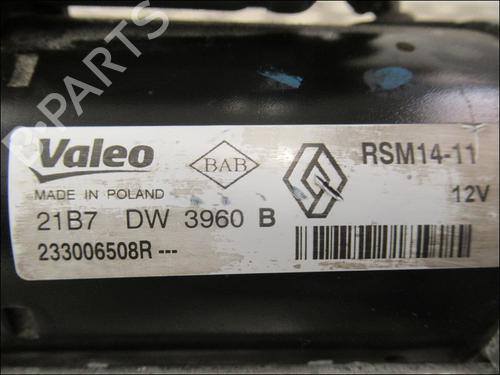 Valeo
BAB
RSM14-11
MADE IN POLAND
12V
21B7 DW 3960 B
233006508R ---
B-PARTS